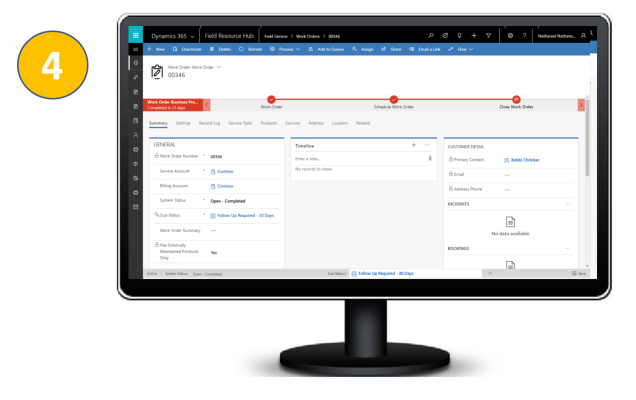 4
Dynamics 365
Field Resource Hub
Field Service > Work Orders > 00346
Nathaniel Nathans...
New
Deactivate
Delete
Refresh
Process
Add to Queue
Assign
Share
Email a Link
Flow
Work Order: Work Order
00346
Work Order Business Pro...
Completed in 21 days
Work Order
Schedule Work Order
Close Work Order
Summary Settings Record Log Service Tasks Products Services Address Location Related
GENERAL
Work Order Number * 00346
Service Account * Contoso
Billing Account * Contoso
System Status * Open - Completed
Sub-Status * Follow Up Required - 30 Days
Work Order Summary ---
Has Externally
Maintained Products
Only
Yes
Timeline
Enter a note...
No records to show.
CUSTOMER DETAIL
Primary Contact Bobbi Christian
Email ---
Address Phone ---
INCIDENTS
No data available.
BOOKINGS
Active System Status Open - Completed
Sub-Status* Follow Up Required - 30 Days
Save